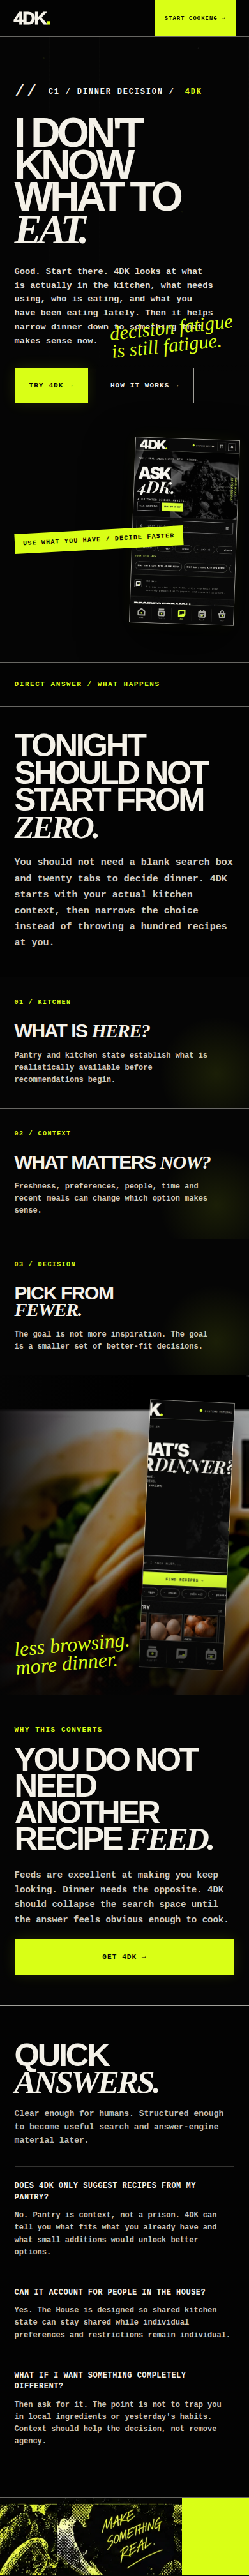 4DK.
START COOKING →
// C1 / DINNER DECISION / 4DK
I DON'T
KNOW
WHAT TO
EAT.
Good. Start there. 4DK looks at what
is actually in the kitchen, what needs
using, who is eating, and what you
have been eating lately. Then it helps
narrow dinner down to something that
makes sense now.
decision fatigue
is still fatigue.
TRY 4DK →
HOW IT WORKS →
4DK.
ASK
4DK.
USE WHAT YOU HAVE / DECIDE FASTER
DIRECT ANSWER / WHAT HAPPENS
TONIGHT
SHOULD NOT
START FROM
ZERO.
You should not need a blank search box
and twenty tabs to decide dinner. 4DK
starts with your actual kitchen
context, then narrows the choice
instead of throwing a hundred recipes
at you.
01 / KITCHEN
WHAT IS HERE?
Pantry and kitchen state establish what is
realistically available before
recommendations begin.
02 / CONTEXT
WHAT MATTERS NOW?
Freshness, preferences, people, time and
recent meals can change which option makes
sense.
03 / DECISION
PICK FROM
FEWER.
The goal is not more inspiration. The goal
is a smaller set of better-fit decisions.
K.
HAT'S
RDINNER?
FIND RECIPES →
TRY
less browsing.
more dinner.
WHY THIS CONVERTS
YOU DO NOT
NEED
ANOTHER
RECIPE FEED.
Feeds are excellent at making you keep
looking. Dinner needs the opposite. 4DK
should collapse the search space until
the answer feels obvious enough to cook.
GET 4DK →
QUICK
ANSWERS.
Clear enough for humans. Structured enough
to become useful search and answer-engine
material later.
DOES 4DK ONLY SUGGEST RECIPES FROM MY
PANTRY?
No. Pantry is context, not a prison. 4DK can
tell you what fits what you already have and
what small additions would unlock better
options.
CAN IT ACCOUNT FOR PEOPLE IN THE HOUSE?
Yes. The House is designed so shared kitchen
state can stay shared while individual
preferences and restrictions remain individual.
WHAT IF I WANT SOMETHING COMPLETELY
DIFFERENT?
Then ask for it. The point is not to trap you
in local ingredients or yesterday's habits.
Context should help the decision, not remove
agency.
MAKE
SOMETHING
REAL.